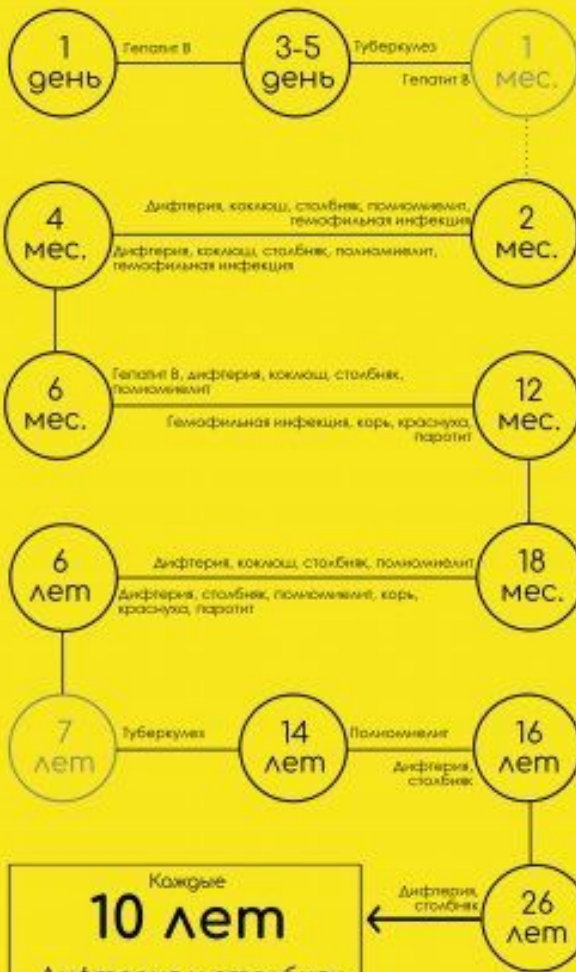 1
день
Гепатит В
3-5
день
Туберкулез
Гепатит В
1
мес.
4
мес.
Дифтерия, коклюш, столбняк, полиомиелит,
гемофильная инфекция
Дифтерия, коклюш, столбняк, полиомиелит,
гемофильная инфекция
2
мес.
6
мес.
Гепатит В, дифтерия, коклюш, столбняк,
полиомиелит
Гемофильная инфекция, корь, краснуха,
паротит
12
мес.
6
лет
Дифтерия, коклюш, столбняк, полиомиелит
Дифтерия, столбняк, полиомиелит, корь,
краснуха, паротит
18
мес.
7
лет
Туберкулез
14
лет
Полиомиелит
Дифтерия,
столбняк
16
лет
Каждые
10 лет
Дифтерия,
столбняк
26
лет